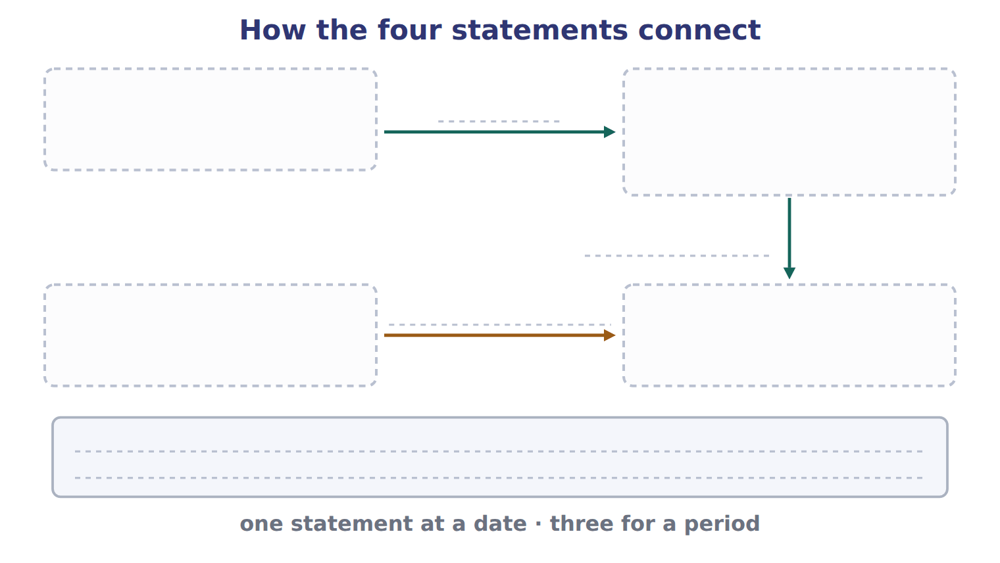 How the four statements connect
one statement at a date · three for a period